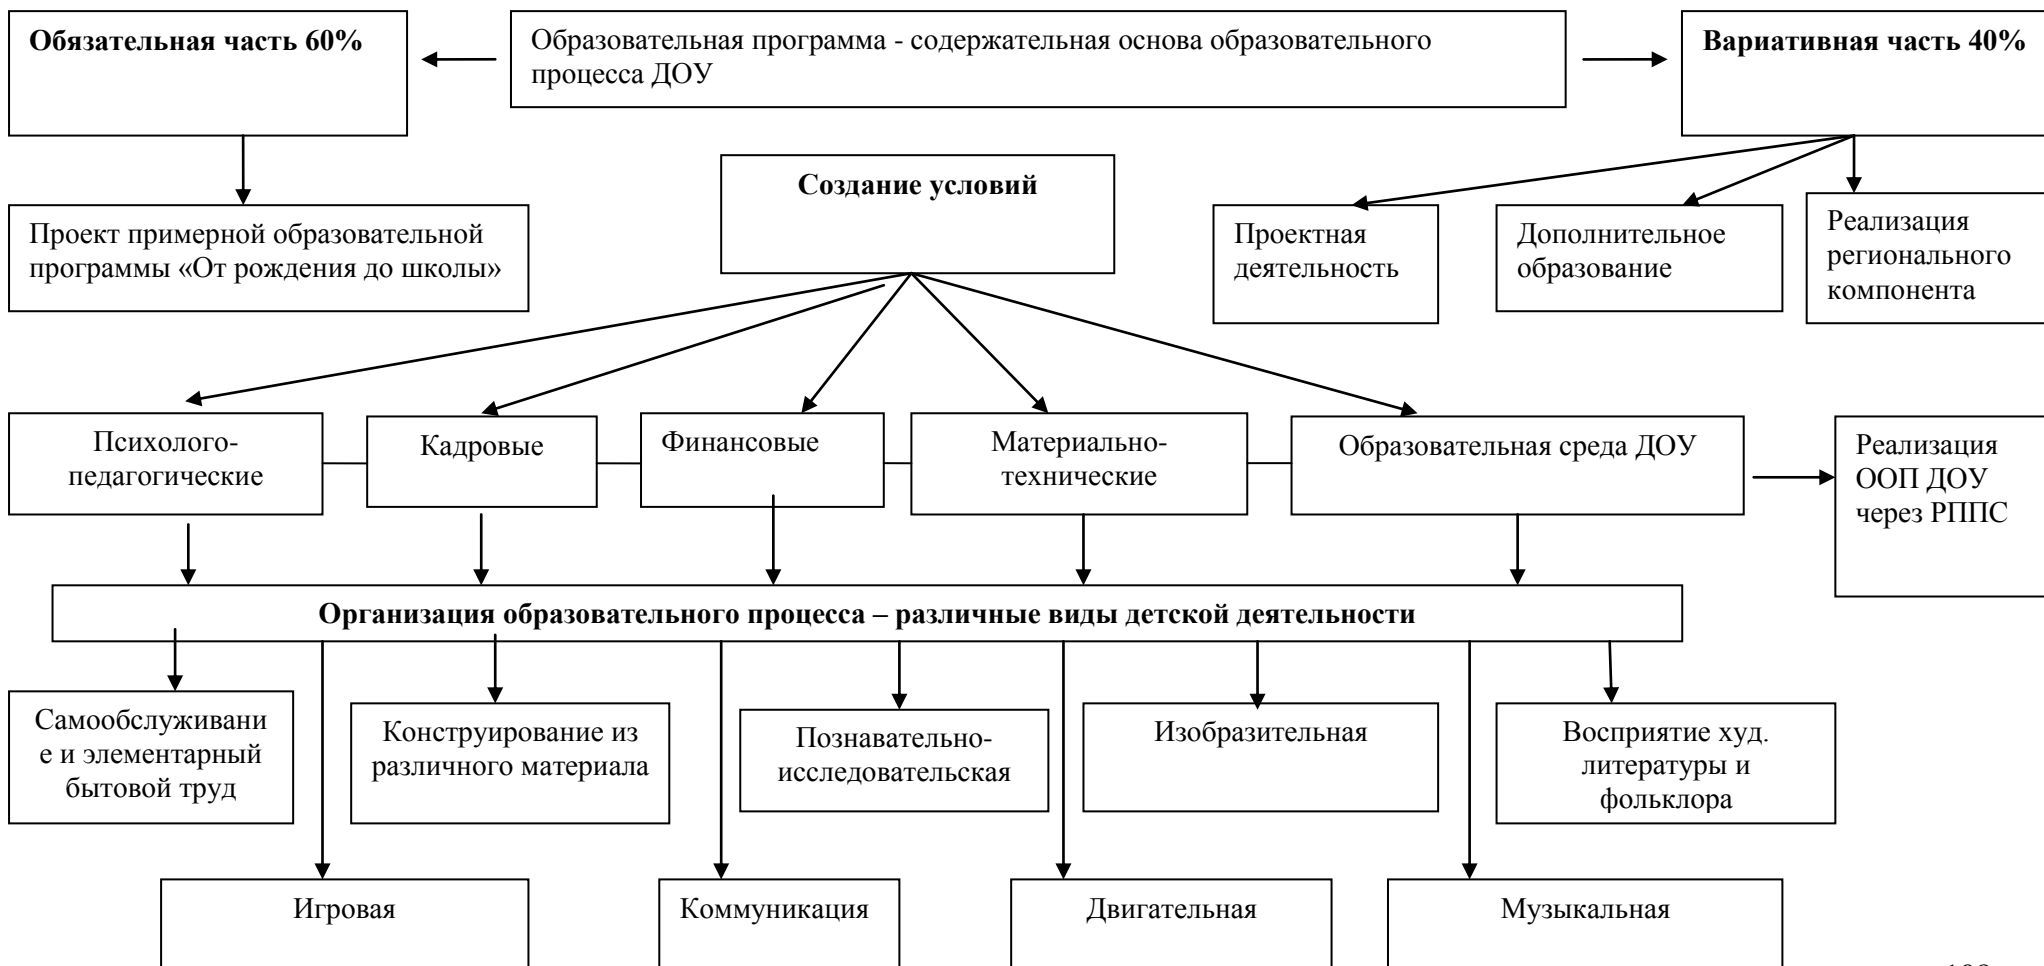 Обязательная часть 60%
Образовательная программа - содержательная основа образовательного
процесса ДОУ
Вариативная часть 40%
Создание условий
Проект примерной образовательной
программы «От рождения до школы»
Проектная
деятельность
Дополнительное
образование
Реализация
регионального
компонента
Психолого-
педагогические
Кадровые
Финансовые
Материально-
технические
Образовательная среда ДОУ
Реализация
ООП ДОУ
через РППС
Организация образовательного процесса – различные виды детской деятельности
Самообслуживани
е и элементарный
бытовой труд
Конструирование из
различного материала
Познавательно-
исследовательская
Изобразительная
Восприятие худ.
литературы и
фольклора
Игровая
Коммуникация
Двигательная
Музыкальная